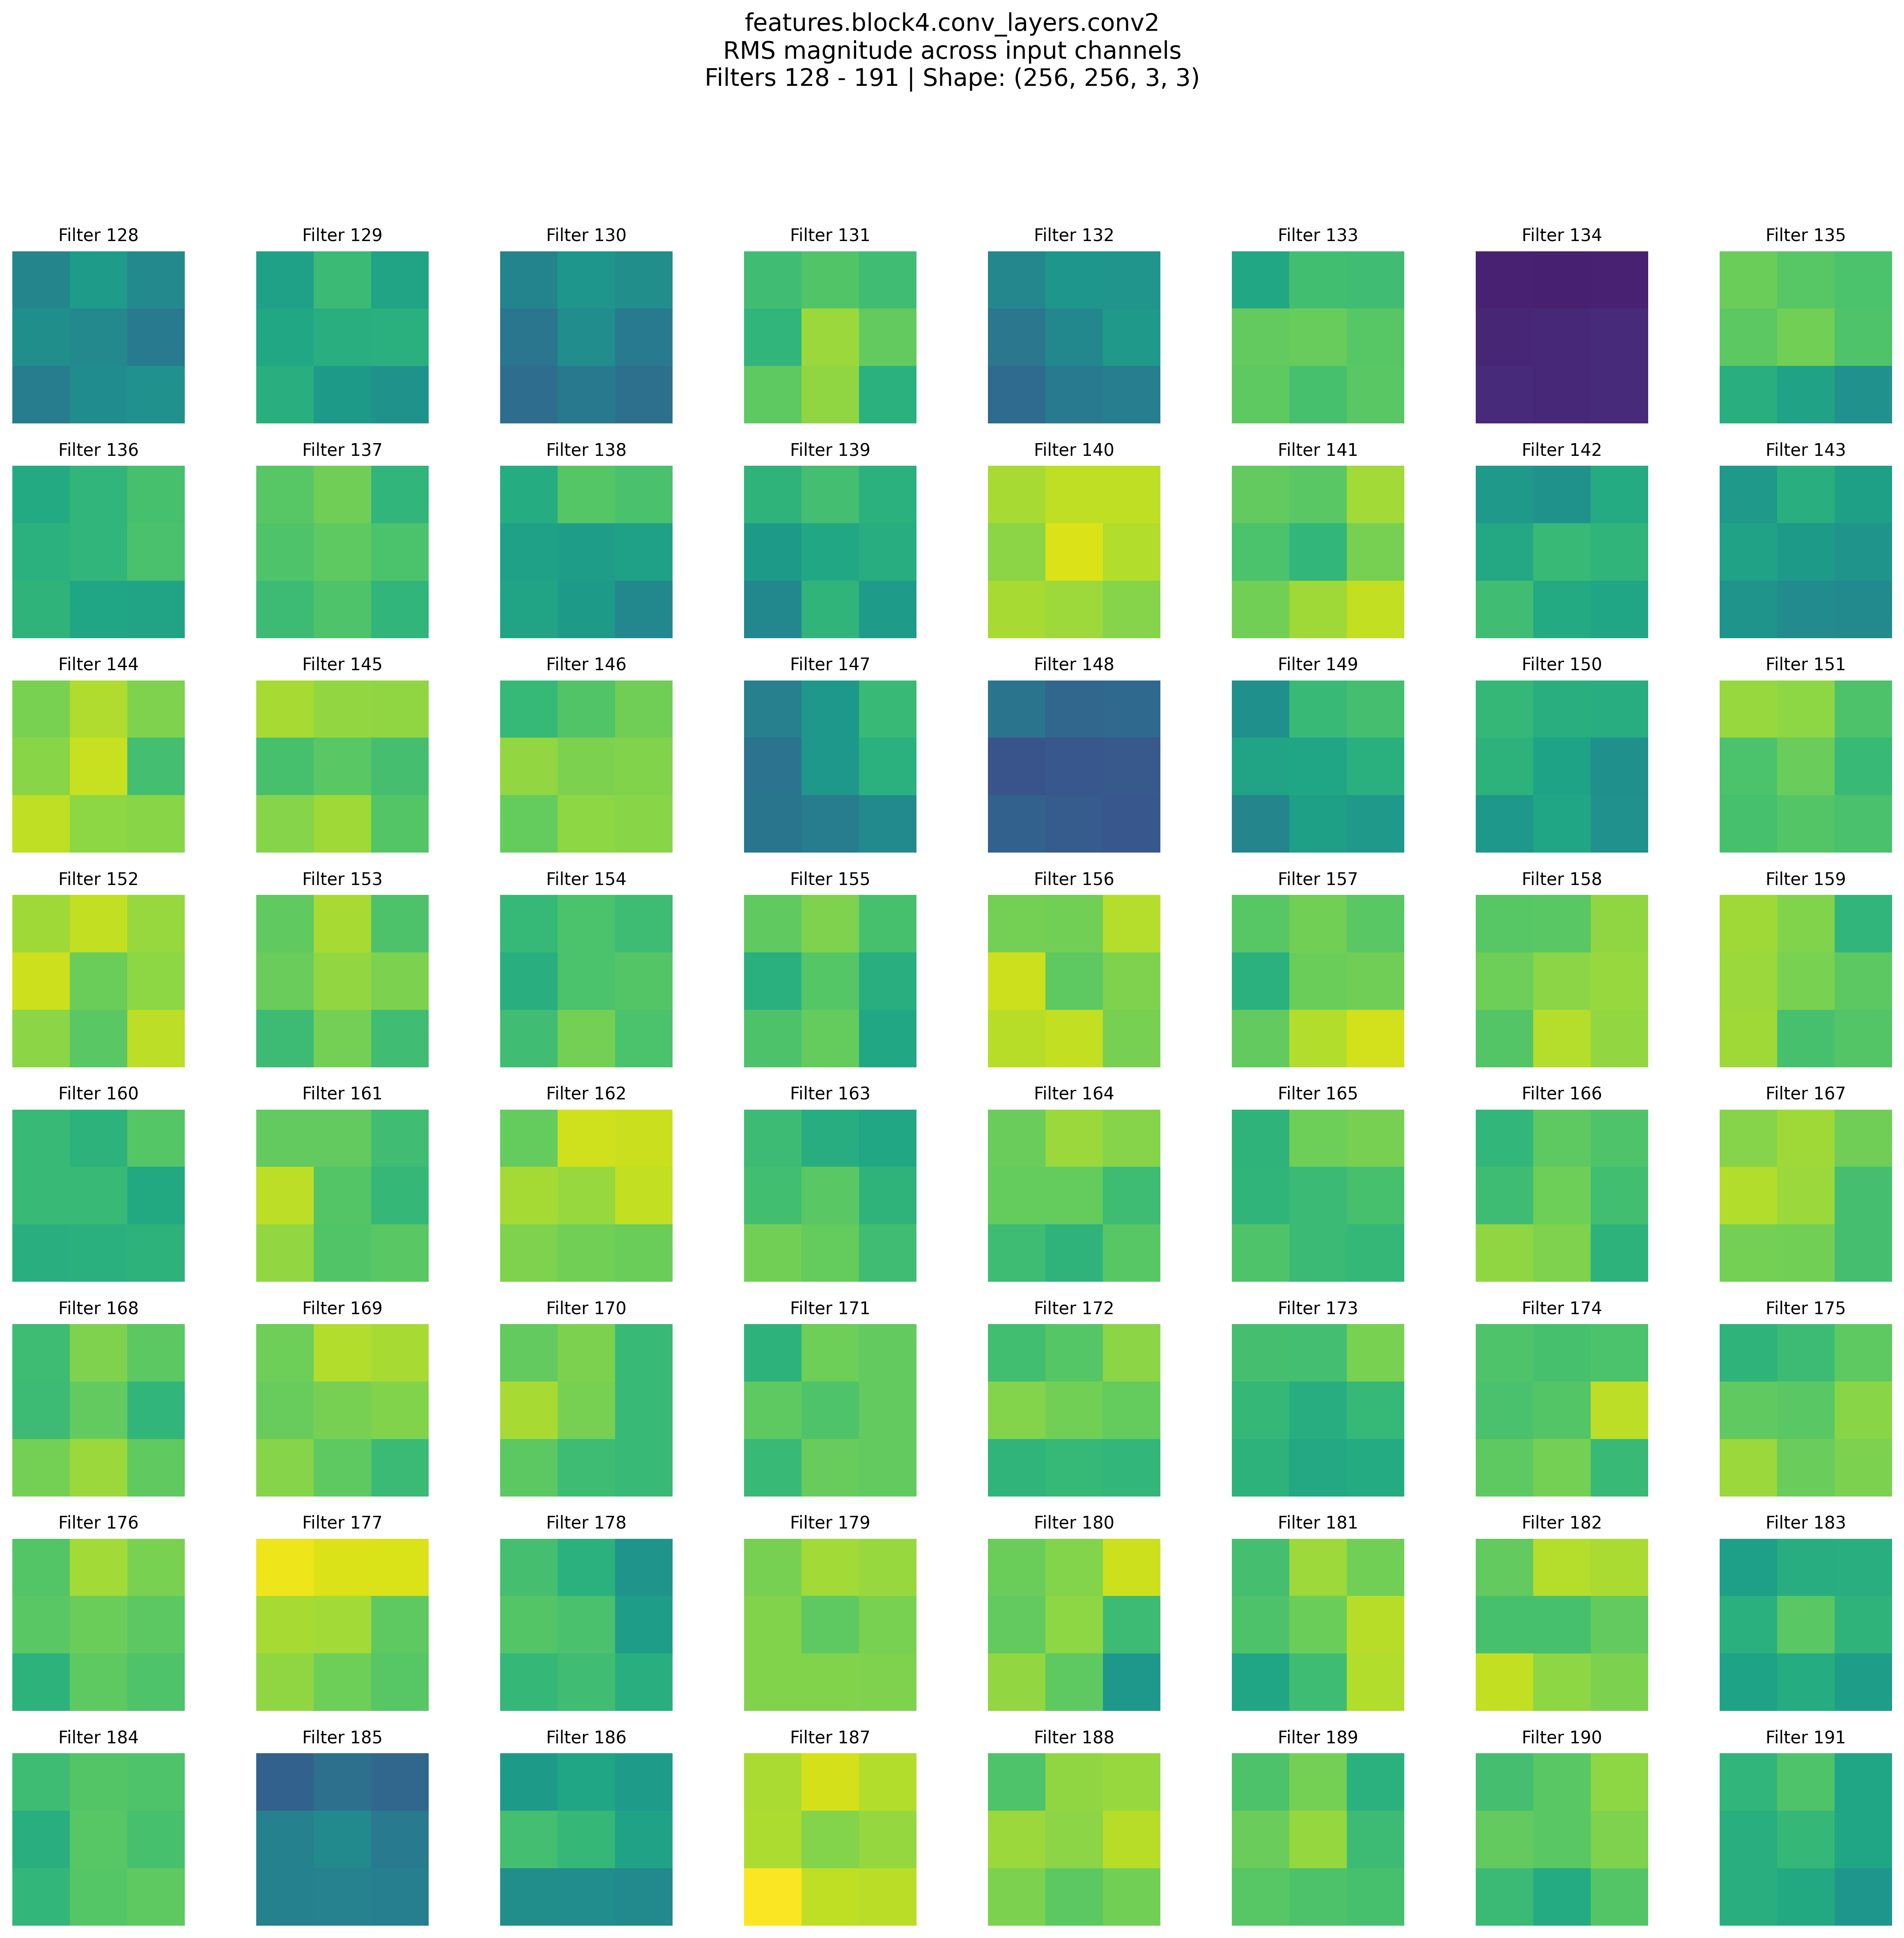 features.block4.conv_layers.conv2
RMS magnitude across input channels
Filters 128 - 191 | Shape: (256, 256, 3, 3)
Filter 128 Filter 129 Filter 130 Filter 131 Filter 132 Filter 133 Filter 134 Filter 135
Filter 136 Filter 137 Filter 138 Filter 139 Filter 140 Filter 141 Filter 142 Filter 143
Filter 144 Filter 145 Filter 146 Filter 147 Filter 148 Filter 149 Filter 150 Filter 151
Filter 152 Filter 153 Filter 154 Filter 155 Filter 156 Filter 157 Filter 158 Filter 159
Filter 160 Filter 161 Filter 162 Filter 163 Filter 164 Filter 165 Filter 166 Filter 167
Filter 168 Filter 169 Filter 170 Filter 171 Filter 172 Filter 173 Filter 174 Filter 175
Filter 176 Filter 177 Filter 178 Filter 179 Filter 180 Filter 181 Filter 182 Filter 183
Filter 184 Filter 185 Filter 186 Filter 187 Filter 188 Filter 189 Filter 190 Filter 191